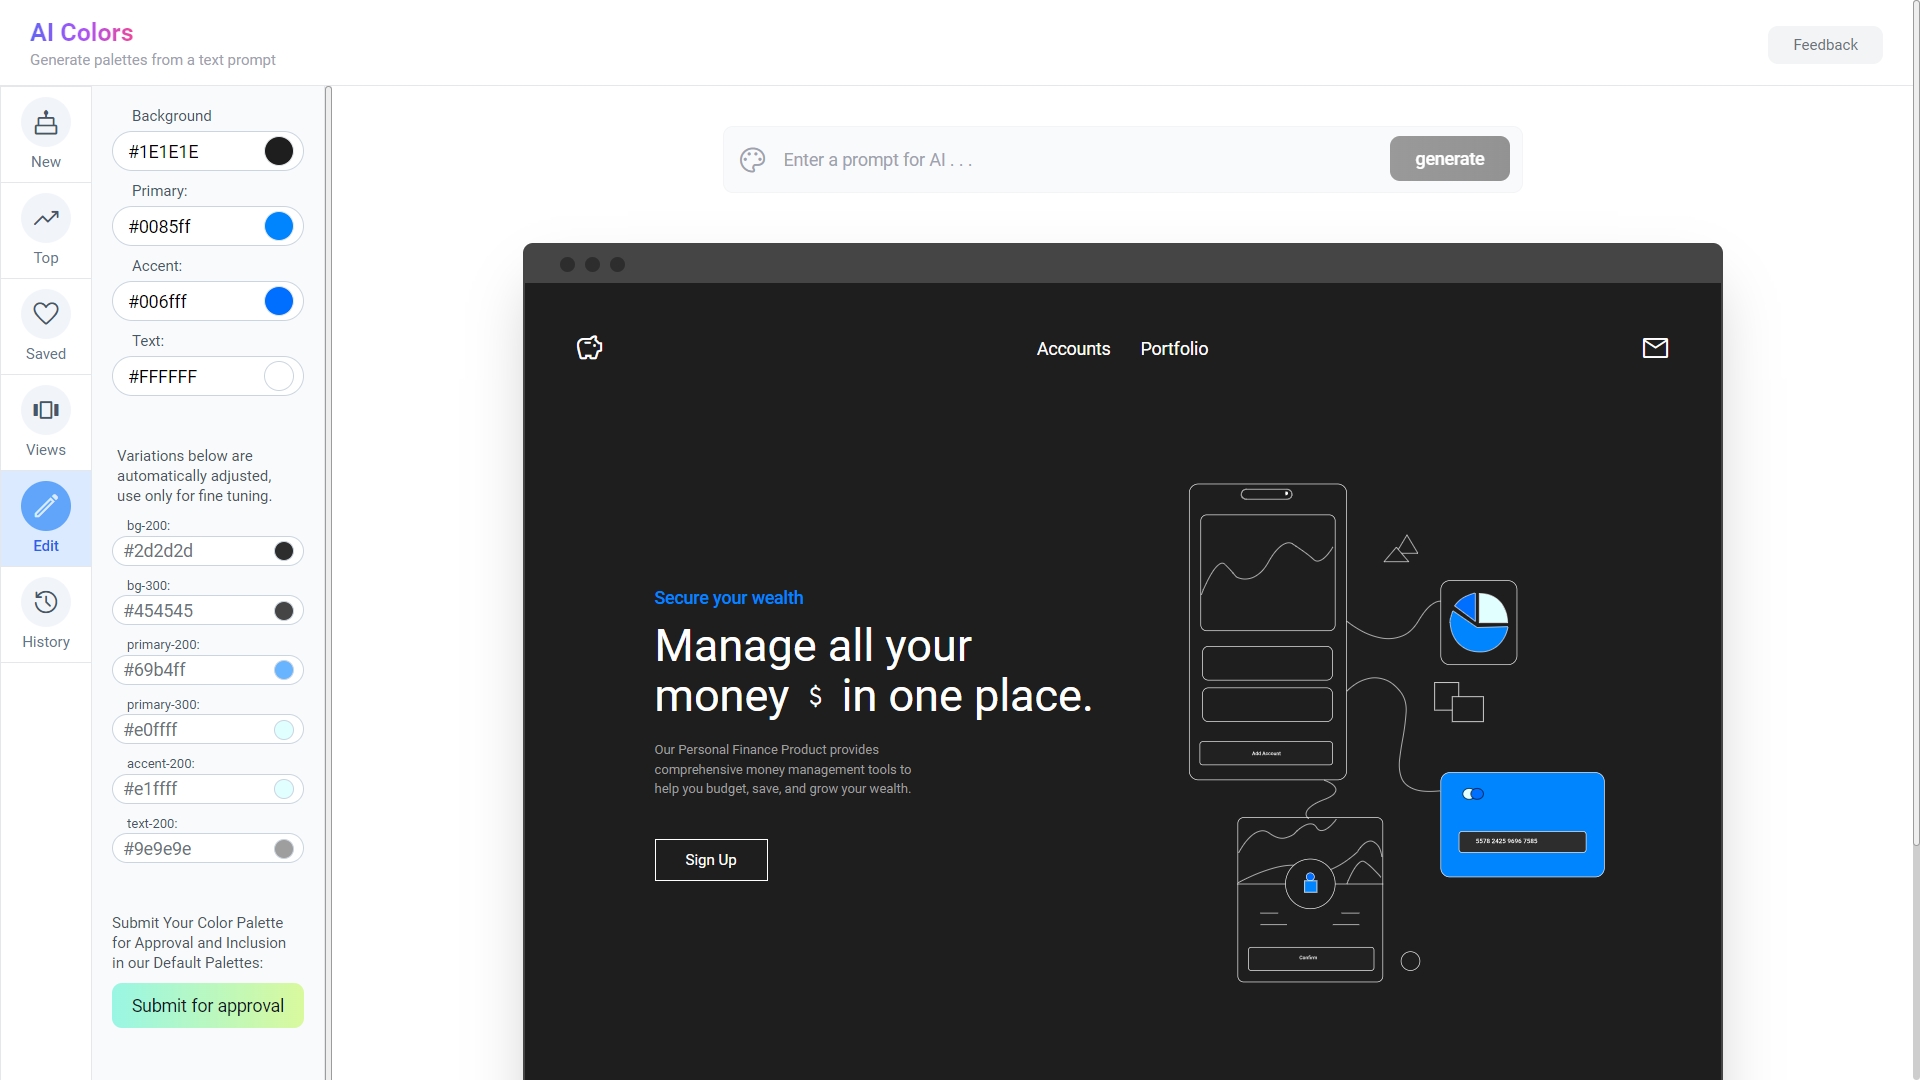 AI Colors
Generate palettes from a text prompt
Feedback
New
Top
Saved
Views
Edit
History
Background
#1E1E1E
Primary:
#0085ff
Accent:
#006fff
Text:
#FFFFFF
Variations below are
automatically adjusted,
use only for fine tuning.
bg-200:
#2d2d2d
bg-300:
#454545
primary-200:
#69b4ff
primary-300:
#e0ffff
accent-200:
#e1ffff
text-200:
#9e9e9e
Submit Your Color Palette
for Approval and Inclusion
in our Default Palettes:
Submit for approval
Enter a prompt for AI . . .
generate
Accounts Portfolio
Secure your wealth
Manage all your
money $ in one place.
Our Personal Finance Product provides
comprehensive money management tools to
help you budget, save, and grow your wealth.
Sign Up
Add Account
5578 2425 9696 7585
Confirm